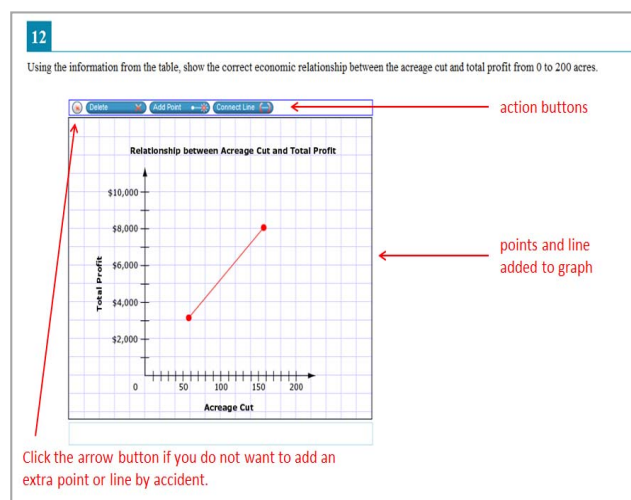 12
Using the information from the table, show the correct economic relationship between the acreage cut and total profit from 0 to 200 acres.
Delete Add Point Connect Line
action buttons
Relationship between Acreage Cut and Total Profit
$10,000
$8,000
$6,000
$4,000
$2,000
Total Profit
points and line
added to graph
0 50 100 150 200
Acreage Cut
Click the arrow button if you do not want to add an
extra point or line by accident.